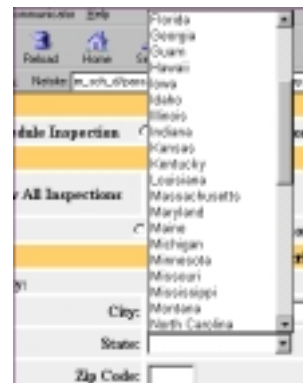 Communicator Help
Reload Home
Netsite:
Florida
Georgia
Guam
Hawaii
Iowa
Idaho
Illinois
Indiana
Kansas
Kentucky
Louisiana
Massachusetts
Maryland
Maine
Michigan
Minnesota
Missouri
Mississippi
Montana
North Carolina
edule Inspection
w All Inspections
y:
City:
State:
Zip Code: